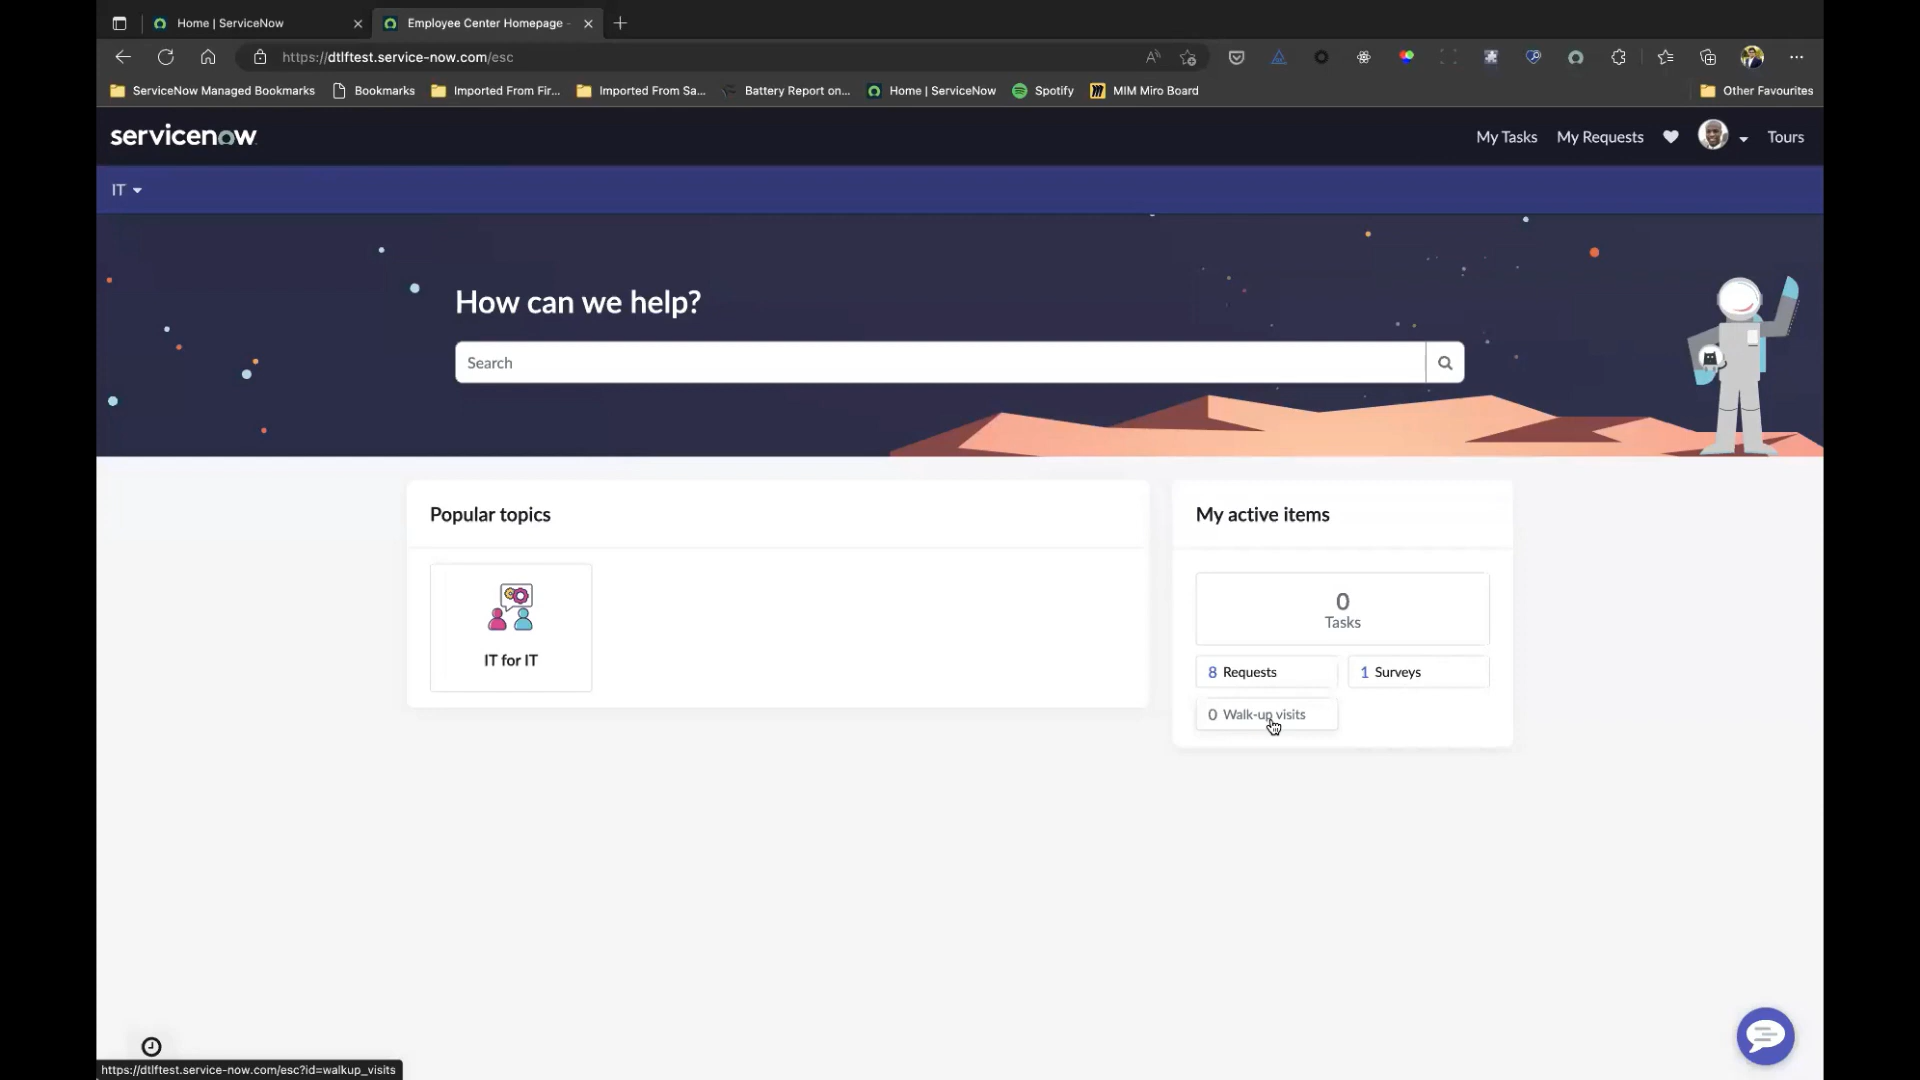 Home | ServiceNow
Employee Center Homepage -
https://dtlftest.service-now.com/esc
ServiceNow Managed Bookmarks
Bookmarks
Imported From Fir...
Imported From Sa...
Battery Report on...
Home | ServiceNow
Spotify
MIM Miro Board
Other Favourites
servicenow
My Tasks
My Requests
Tours
IT
How can we help?
Search
Popular topics
IT for IT
My active items
0
Tasks
8 Requests
1 Surveys
0 Walk-up visits
https://dtlftest.service-now.com/esc?id=walkup_visits